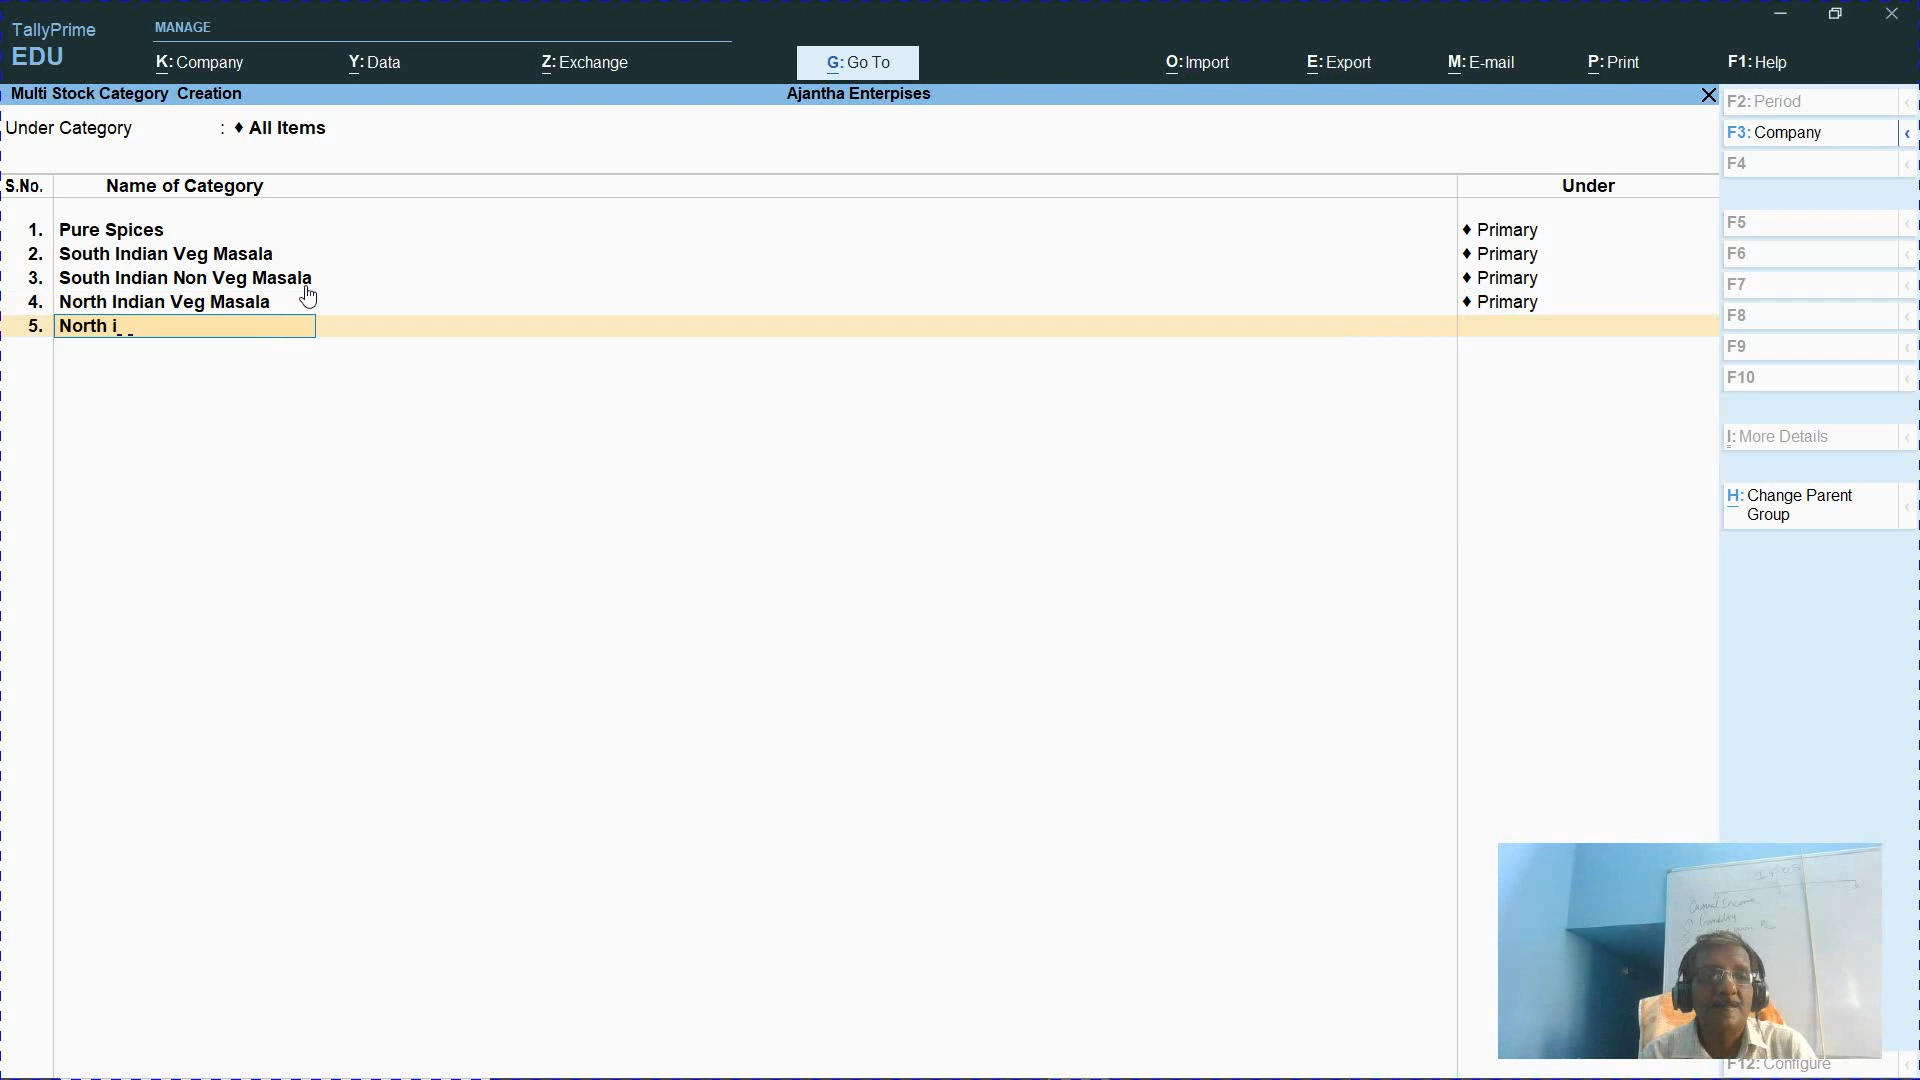 TallyPrime
EDU
MANAGE
K: Company
Y: Data
Z: Exchange
G: Go To
O: Import
E: Export
M: E-mail
P: Print
F1: Help
Multi Stock Category Creation
Ajantha Enterpises
Under Category : ♦ All Items
S.No. Name of Category Under
1. Pure Spices ♦ Primary
2. South Indian Veg Masala ♦ Primary
3. South Indian Non Veg Masala ♦ Primary
4. North Indian Veg Masala ♦ Primary
5. North i
F2: Period
F3: Company
F4
F5
F6
F7
F8
F9
F10
I: More Details
H: Change Parent
Group
Casual Income
F12: Configure